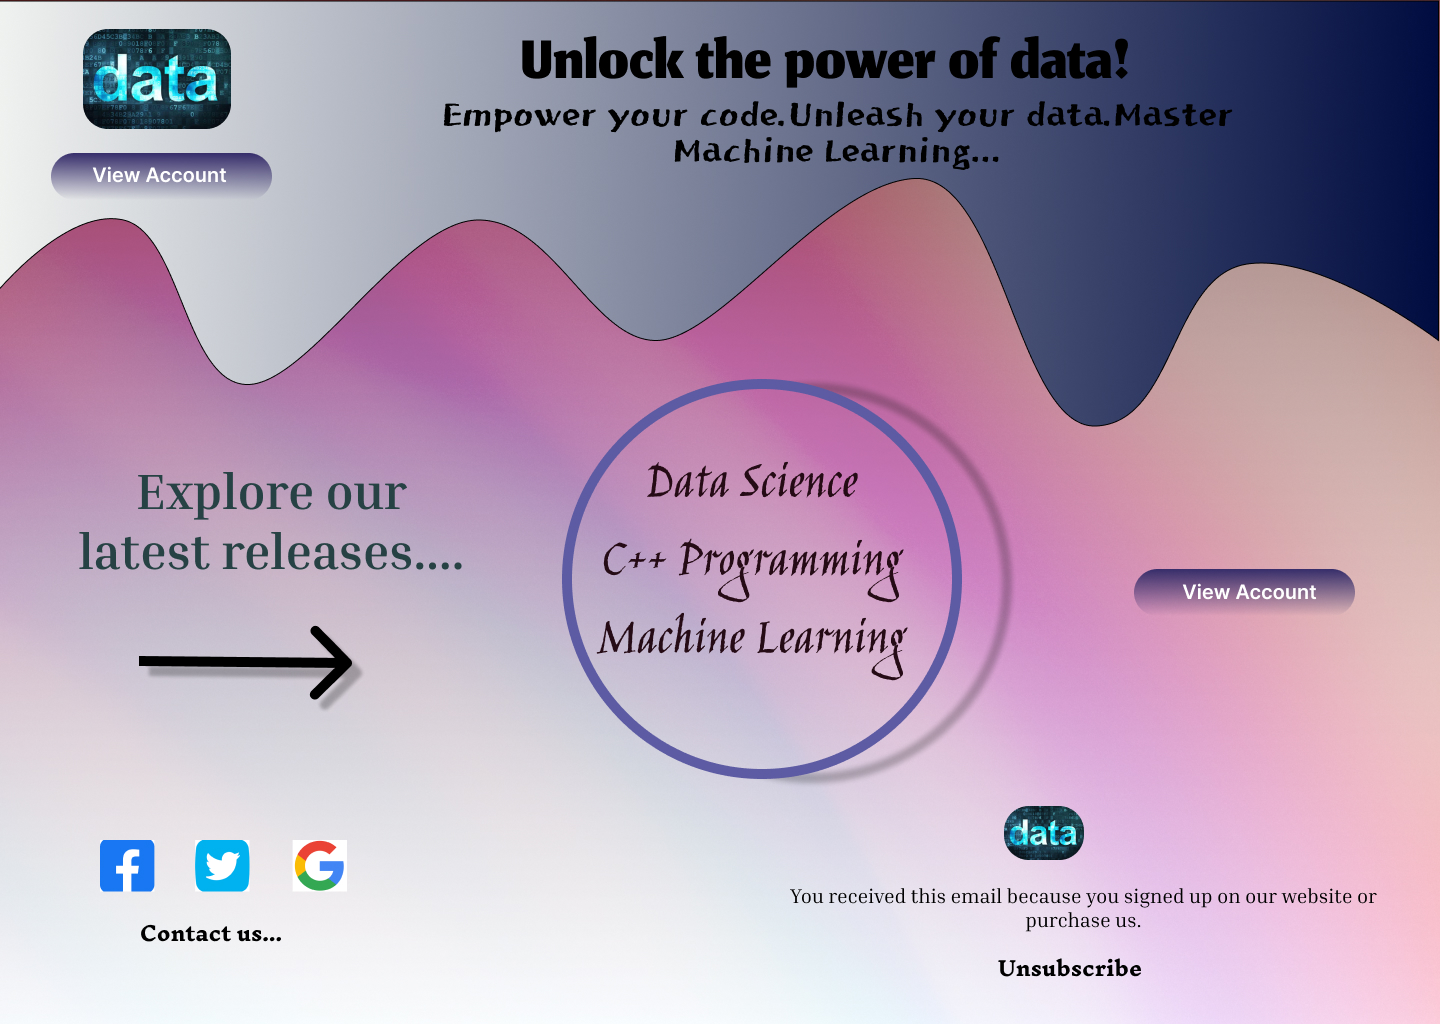 data
Unlock the power of data!
Empower your code.Unleash your data.Master
Machine Learning...
View Account
Explore our
latest releases....
Data Science
C++ Programming
Machine Learning
View Account
data
You received this email because you signed up on our website or
purchase us.
Contact us...
Unsubscribe